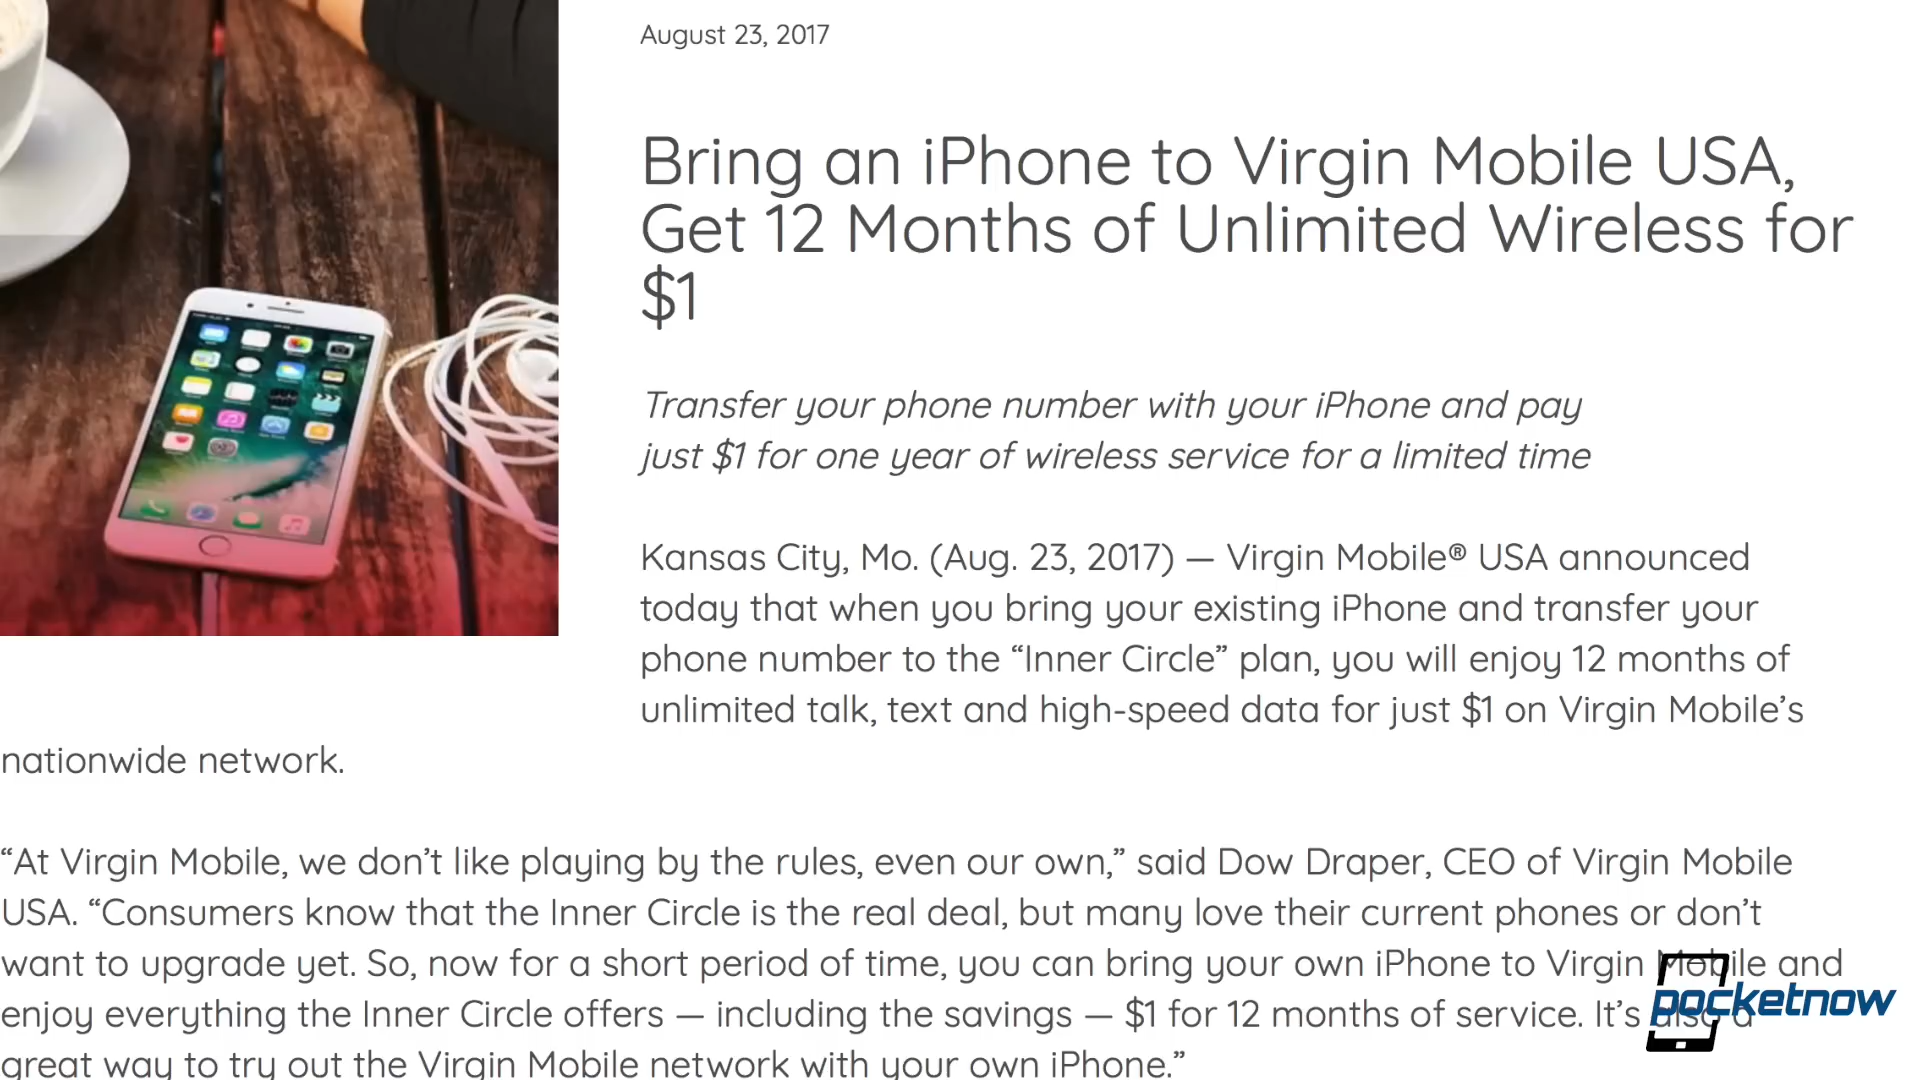 August 23, 2017
Bring an iPhone to Virgin Mobile USA,
Get 12 Months of Unlimited Wireless for
$1
Transfer your phone number with your iPhone and pay
just $1 for one year of wireless service for a limited time
Kansas City, Mo. (Aug. 23, 2017) — Virgin Mobile® USA announced
today that when you bring your existing iPhone and transfer your
phone number to the “Inner Circle” plan, you will enjoy 12 months of
unlimited talk, text and high-speed data for just $1 on Virgin Mobile’s
nationwide network.
“At Virgin Mobile, we don’t like playing by the rules, even our own,” said Dow Draper, CEO of Virgin Mobile
USA. “Consumers know that the Inner Circle is the real deal, but many love their current phones or don’t
want to upgrade yet. So, now for a short period of time, you can bring your own iPhone to Virgin Mobile and
enjoy everything the Inner Circle offers — including the savings — $1 for 12 months of service. It’s also a
great way to try out the Virgin Mobile network with your own iPhone.”
pocketnow